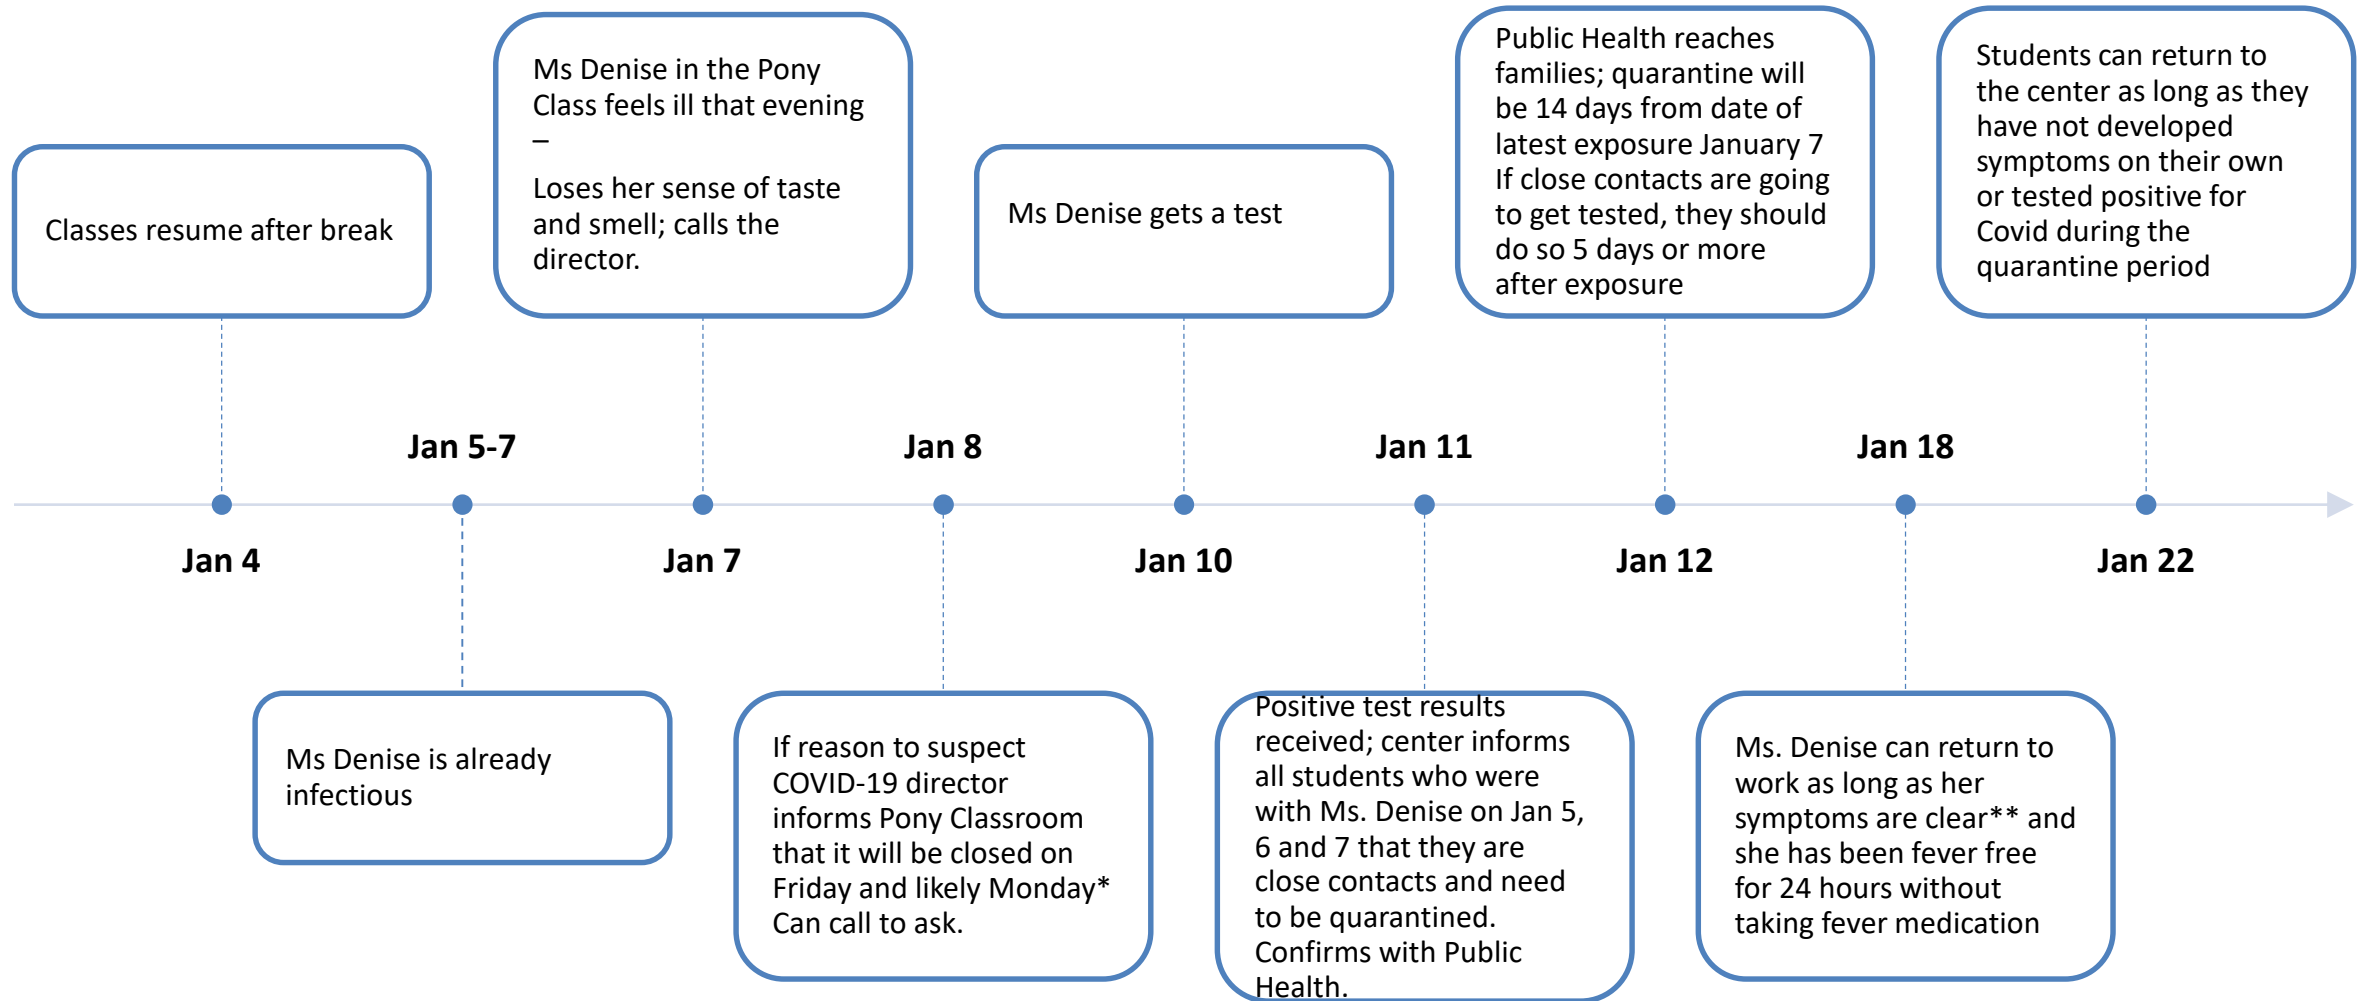 Classes resume after break
Ms Denise in the Pony
Class feels ill that evening
–
Loses her sense of taste
and smell; calls the
director.
Ms Denise gets a test
Public Health reaches
families; quarantine will
be 14 days from date of
latest exposure January 7
If close contacts are going
to get tested, they should
do so 5 days or more
after exposure
Students can return to
the center as long as they
have not developed
symptoms on their own
or tested positive for
Covid during the
quarantine period
Jan 5-7
Jan 8
Jan 11
Jan 18
Jan 4
Jan 7
Jan 10
Jan 12
Jan 22
Ms Denise is already
infectious
If reason to suspect
COVID-19 director
informs Pony Classroom
that it will be closed on
Friday and likely Monday*
Can call to ask.
Positive test results
received; center informs
all students who were
with Ms. Denise on Jan 5,
6 and 7 that they are
close contacts and need
to be quarantined.
Confirms with Public
Health.
Ms. Denise can return to
work as long as her
symptoms are clear** and
she has been fever free
for 24 hours without
taking fever medication